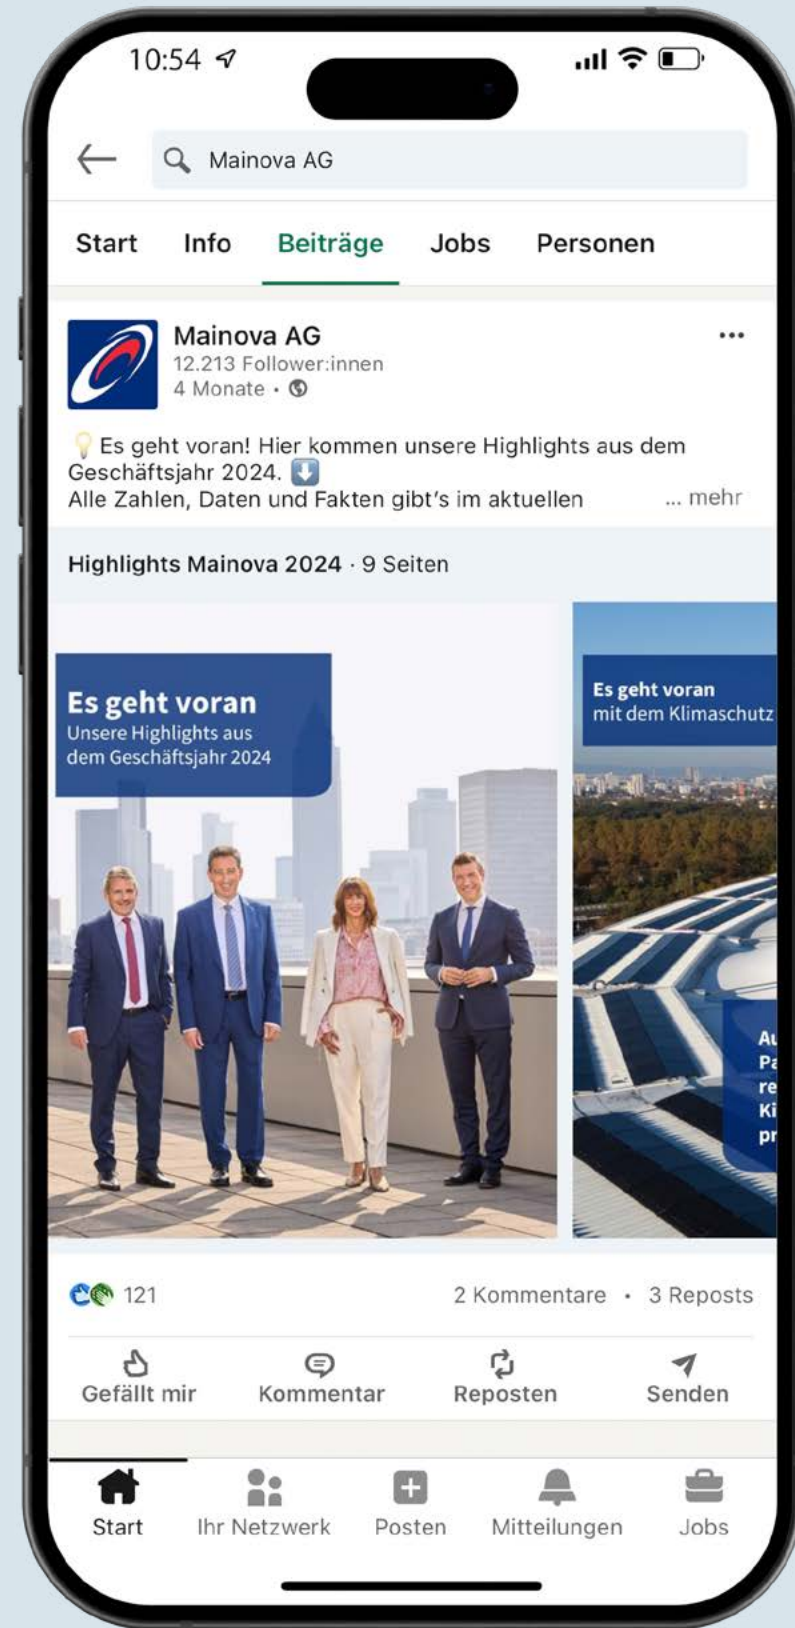 10:54
Mainova AG
Start Info Beiträge Jobs Personen
Mainova AG
12.213 Follower:innen
4 Monate •
Es geht voran! Hier kommen unsere Highlights aus dem
Geschäftsjahr 2024.
Alle Zahlen, Daten und Fakten gibt's im aktuellen ... mehr
Highlights Mainova 2024 · 9 Seiten
Es geht voran
Unsere Highlights aus
dem Geschäftsjahr 2024
Es geht voran
mit dem Klimaschutz
121 2 Kommentare • 3 Reposts
Gefällt mir Kommentar Reposten Senden
Start Ihr Netzwerk Posten Mitteilungen Jobs